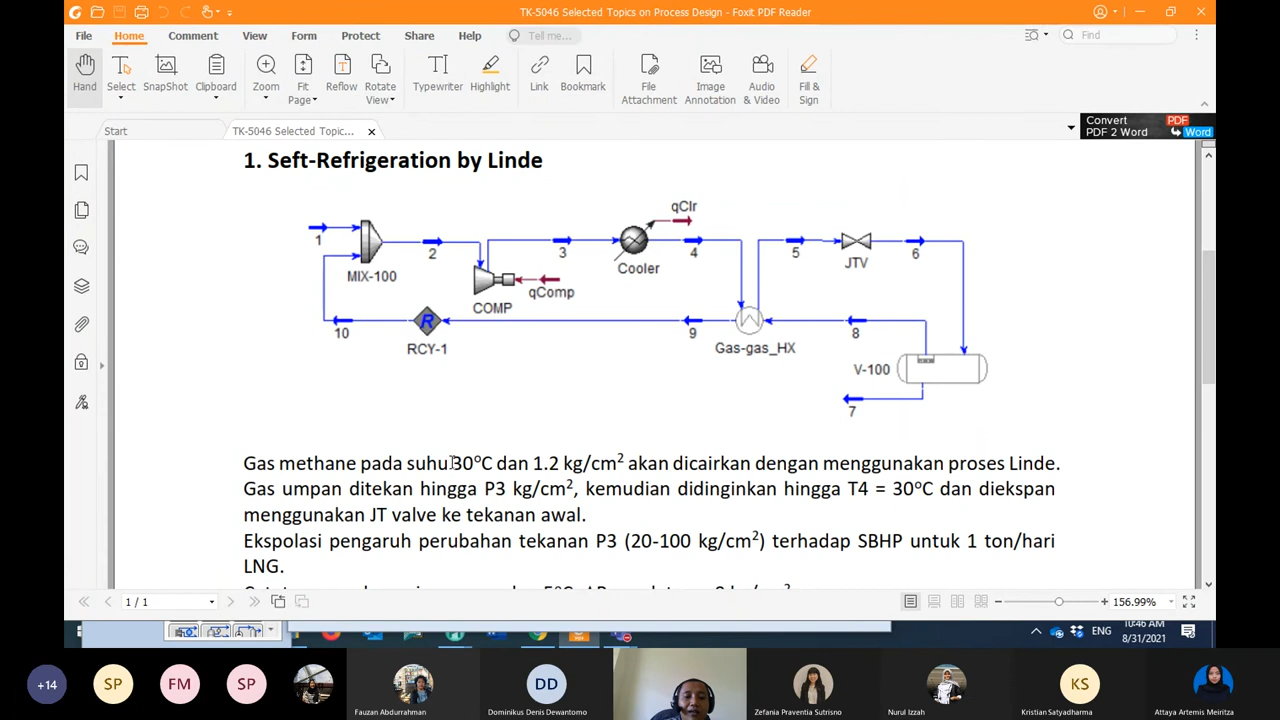 TK-5046 Selected Topics on Process Design - Foxit PDF Reader
File Home Comment View Form Protect Share Help Tell me... Find
Hand Select SnapShot Clipboard Zoom Fit Page Reflow Rotate View Typewriter Highlight Link Bookmark File Attachment Image Annotation Audio & Video Fill & Sign
Start TK-5046 Selected Topic... Convert PDF 2 Word PDF Word
1. Seft-Refrigeration by Linde
qClr
1 2 3 4 5 6
MIX-100 Cooler JTV
COMP qComp
10 9 8
RCY-1 Gas-gas_HX V-100
7
Gas methane pada suhu 30°C dan 1.2 kg/cm2 akan dicairkan dengan menggunakan proses Linde.
Gas umpan ditekan hingga P3 kg/cm2, kemudian didinginkan hingga T4 = 30°C dan diekspan
menggunakan JT valve ke tekanan awal.
Ekspolasi pengaruh perubahan tekanan P3 (20-100 kg/cm2) terhadap SBHP untuk 1 ton/hari
LNG.
1 / 1 156.99%
10:46 AM
ENG
8/31/2021
+14 SP FM SP DD KS
Fauzan Abdurrahman Dominikus Denis Dewantomo Zefania Praventia Sutrisno Nurul Izzah Kristian Satyadharma Attaya Artemis Meiritza